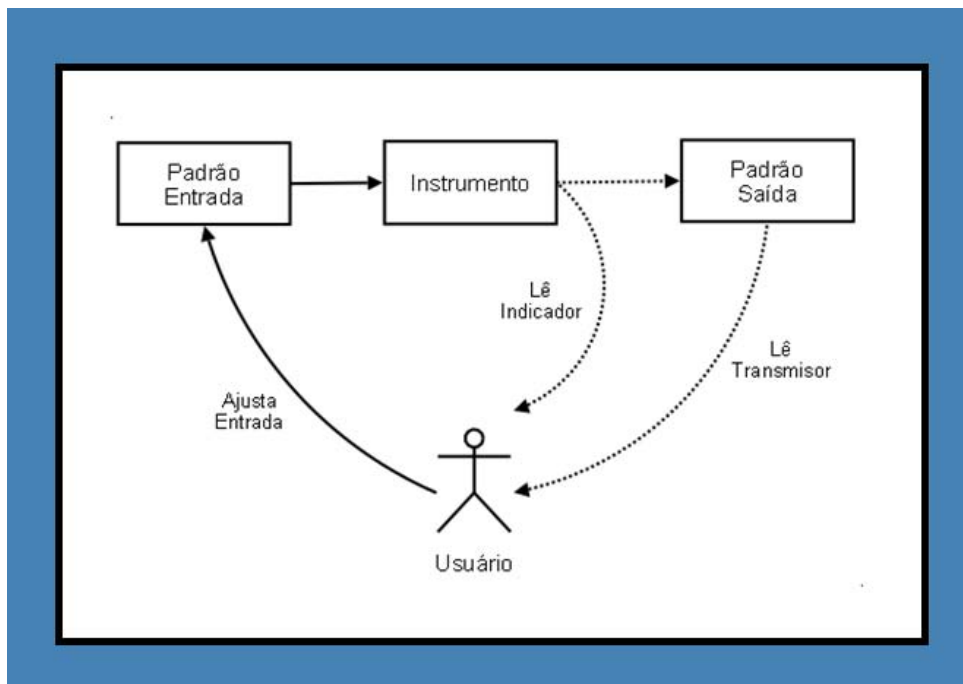 Padrão
Entrada
Instrumento
Padrão
Saída
Lê
Indicador
Lê
Transmisor
Ajusta
Entrada
Usuário